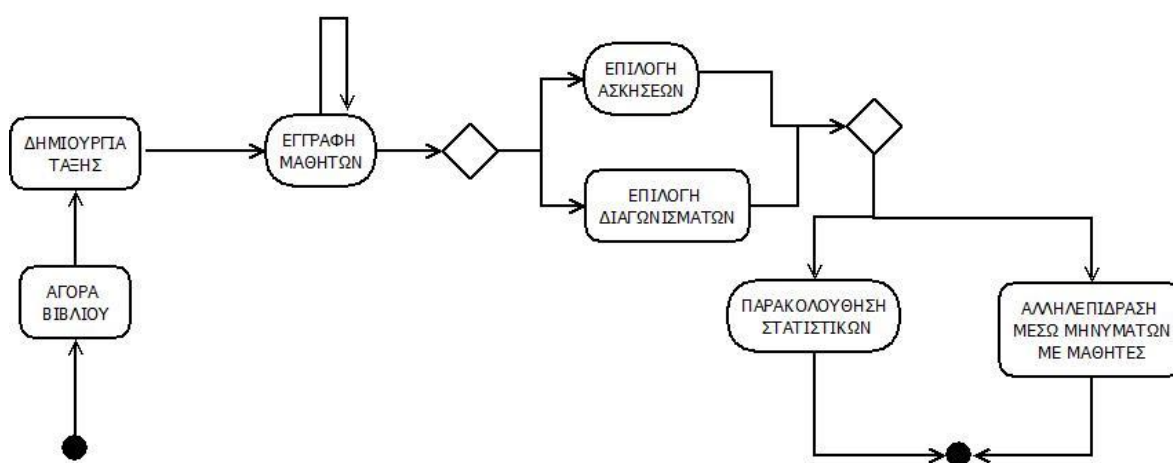 ΕΠΙΛΟΓΗ
ΑΣΚΗΣΕΩΝ
ΔΗΜΙΟΥΡΓΙΑ
ΤΑΞΗΣ
ΕΓΓΡΑΦΗ
ΜΑΘΗΤΩΝ
ΕΠΙΛΟΓΗ
ΔΙΑΓΩΝΙΣΜΑΤΩΝ
ΑΓΟΡΑ
ΒΙΒΛΙΟΥ
ΠΑΡΑΚΟΛΟΥΘΗΣΗ
ΣΤΑΤΙΣΤΙΚΩΝ
ΑΛΛΗΛΕΠΙΔΡΑΣΗ
ΜΕΣΩ ΜΗΝΥΜΑΤΩΝ
ΜΕ ΜΑΘΗΤΕΣ